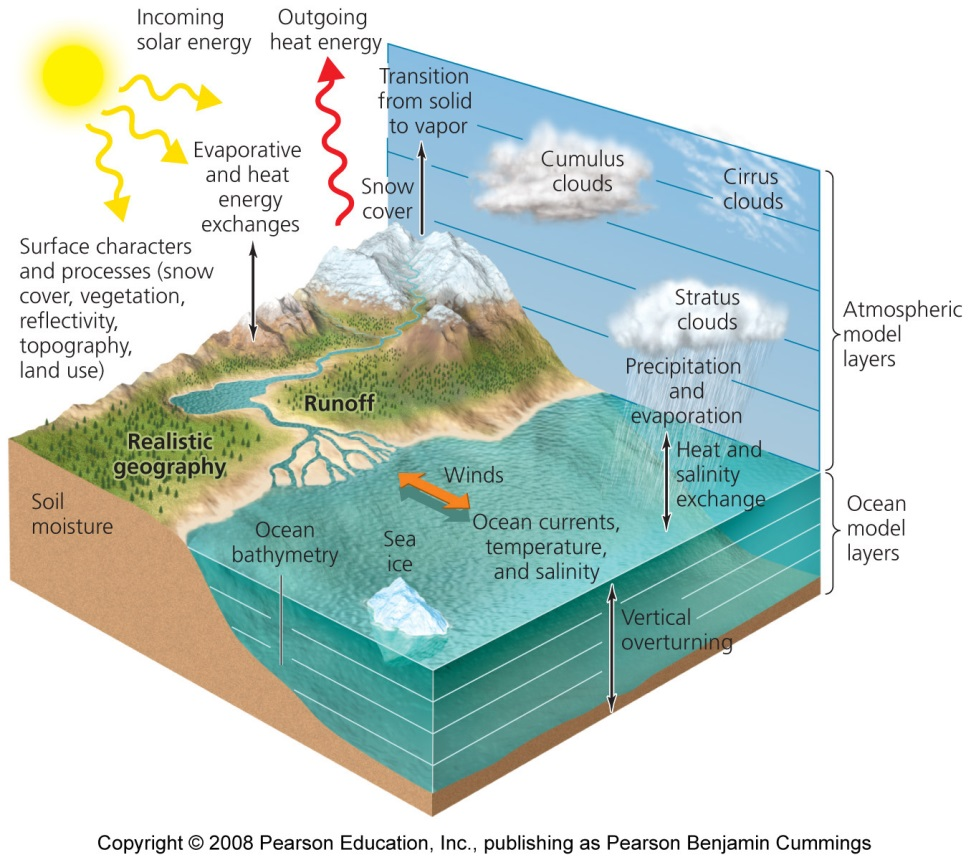 Incoming
solar energy
Outgoing
heat energy
Transition
from solid
to vapor
Evaporative
and heat
energy
exchanges
Snow
cover
Cumulus
clouds
Cirrus
clouds
Surface characters
and processes (snow
cover, vegetation,
reflectivity,
topography,
land use)
Stratus
clouds
Atmospheric
model
layers
Precipitation
and
evaporation
Runoff
Realistic
geography
Heat and
salinity
exchange
Winds
Soil
moisture
Ocean
bathymetry
Sea
ice
Ocean currents,
temperature,
and salinity
Ocean
model
layers
Vertical
overturning
Copyright © 2008 Pearson Education, Inc., publishing as Pearson Benjamin Cummings